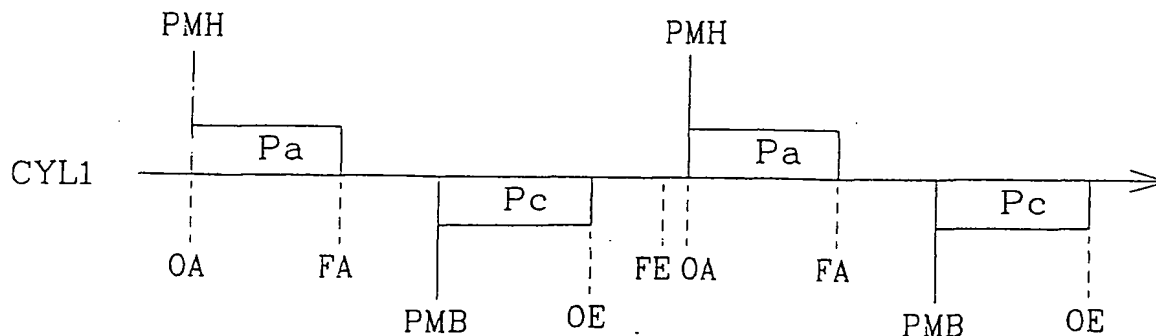 PMH PMH
Pa Pa
CYL1
Pc Pc
OA FA FE OA FA
PMB OE PMB OE